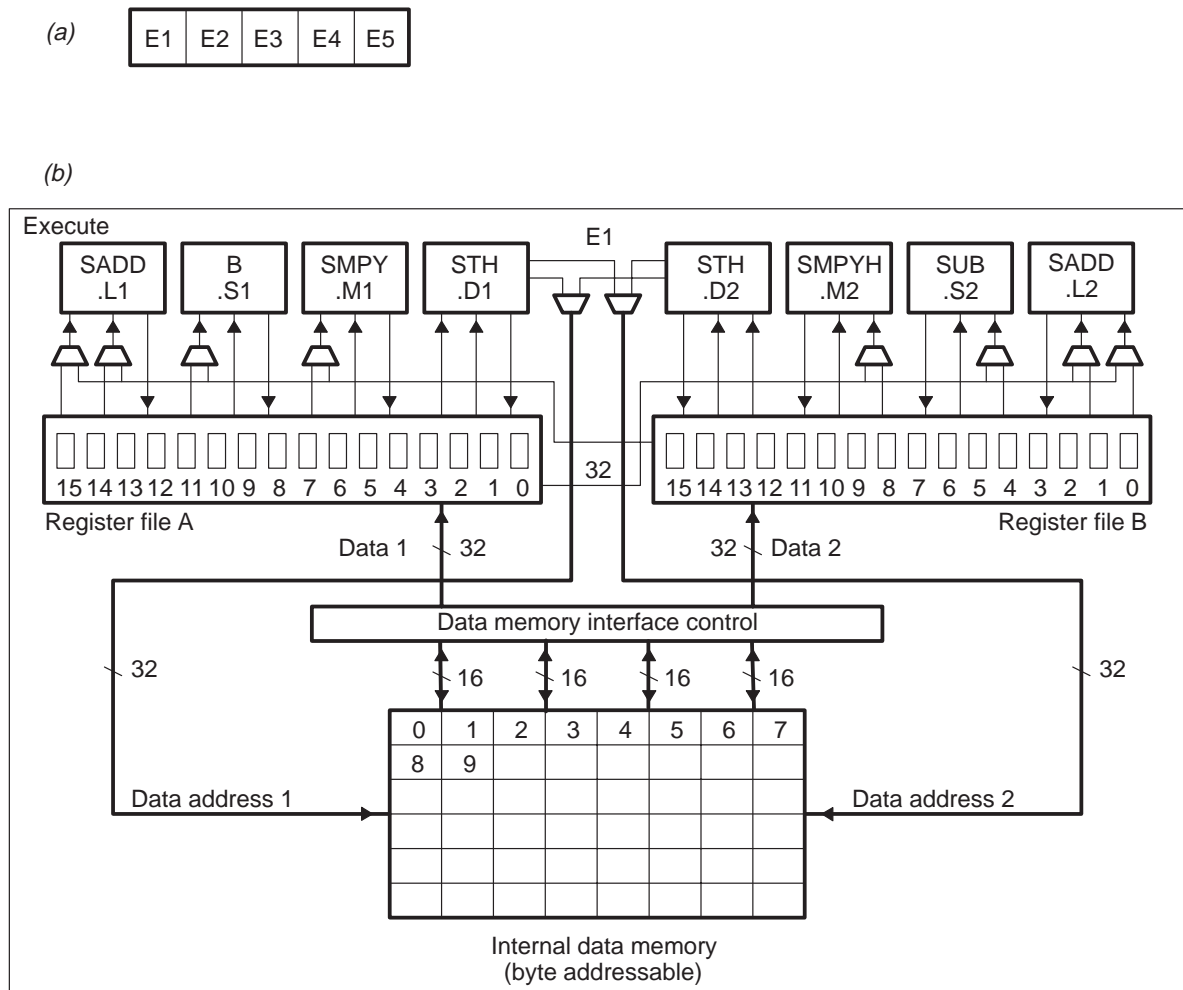 (a)
E1 E2 E3 E4 E5
(b)
Execute
E1
SADD .L1
B .S1
SMPY .M1
STH .D1
STH .D2
SMPYH .M2
SUB .S2
SADD .L2
15 14 13 12 11 10 9 8 7 6 5 4 3 2 1 0
32
15 14 13 12 11 10 9 8 7 6 5 4 3 2 1 0
Register file A
Register file B
Data 1 32
32 Data 2
Data memory interface control
32
16 16 16 16
32
0 1 2 3 4 5 6 7
8 9
Data address 1
Data address 2
Internal data memory
(byte addressable)